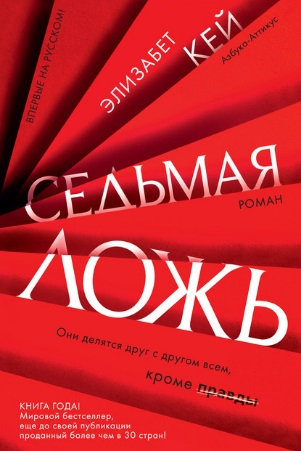 ВПЕРВЫЕ НА РУССКОМ!
ЭЛИЗАБЕТ
КЕЙ
Азбука-Аттикус
СЕДЬМАЯ
РОМАН
ЛОЖЬ
Они делятся друг с другом всем,
кроме правды
КНИГА ГОДА!
Мировой бестселлер,
еще до своей публикации
проданный более чем в 30 стран!